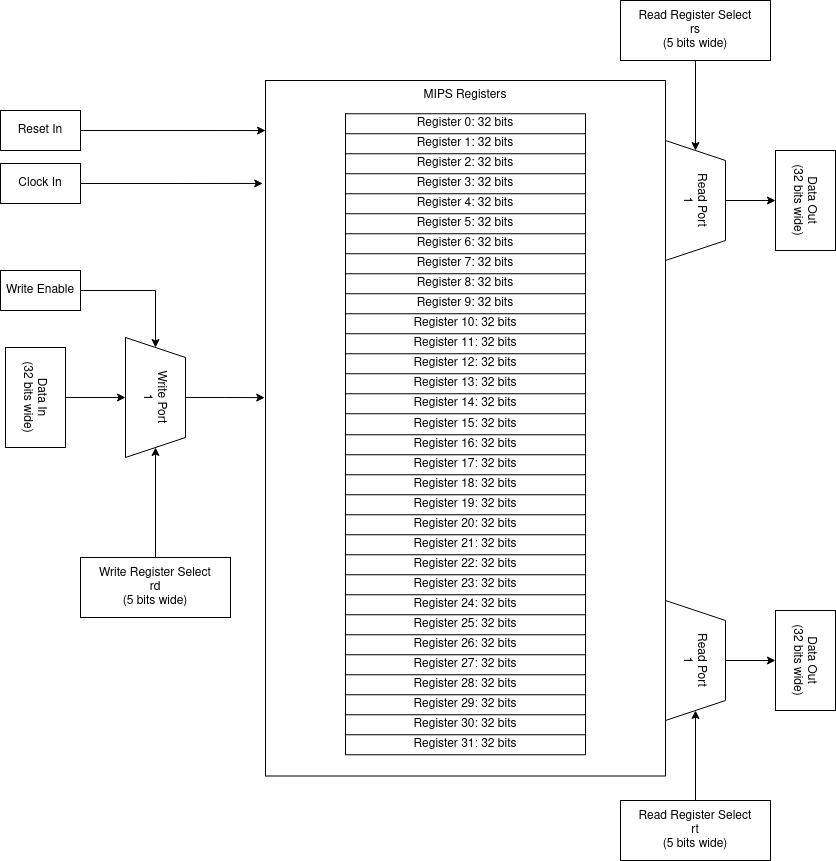 Read Register Select
rs
(5 bits wide)
MIPS Registers
Reset In
Clock In
Write Enable
Data In
(32 bits wide)
Write Port
1
Write Register Select
rd
(5 bits wide)
Register 0: 32 bits
Register 1: 32 bits
Register 2: 32 bits
Register 3: 32 bits
Register 4: 32 bits
Register 5: 32 bits
Register 6: 32 bits
Register 7: 32 bits
Register 8: 32 bits
Register 9: 32 bits
Register 10: 32 bits
Register 11: 32 bits
Register 12: 32 bits
Register 13: 32 bits
Register 14: 32 bits
Register 15: 32 bits
Register 16: 32 bits
Register 17: 32 bits
Register 18: 32 bits
Register 19: 32 bits
Register 20: 32 bits
Register 21: 32 bits
Register 22: 32 bits
Register 23: 32 bits
Register 24: 32 bits
Register 25: 32 bits
Register 26: 32 bits
Register 27: 32 bits
Register 28: 32 bits
Register 29: 32 bits
Register 30: 32 bits
Register 31: 32 bits
Read Port
1
Data Out
(32 bits wide)
Read Port
1
Data Out
(32 bits wide)
Read Register Select
rt
(5 bits wide)